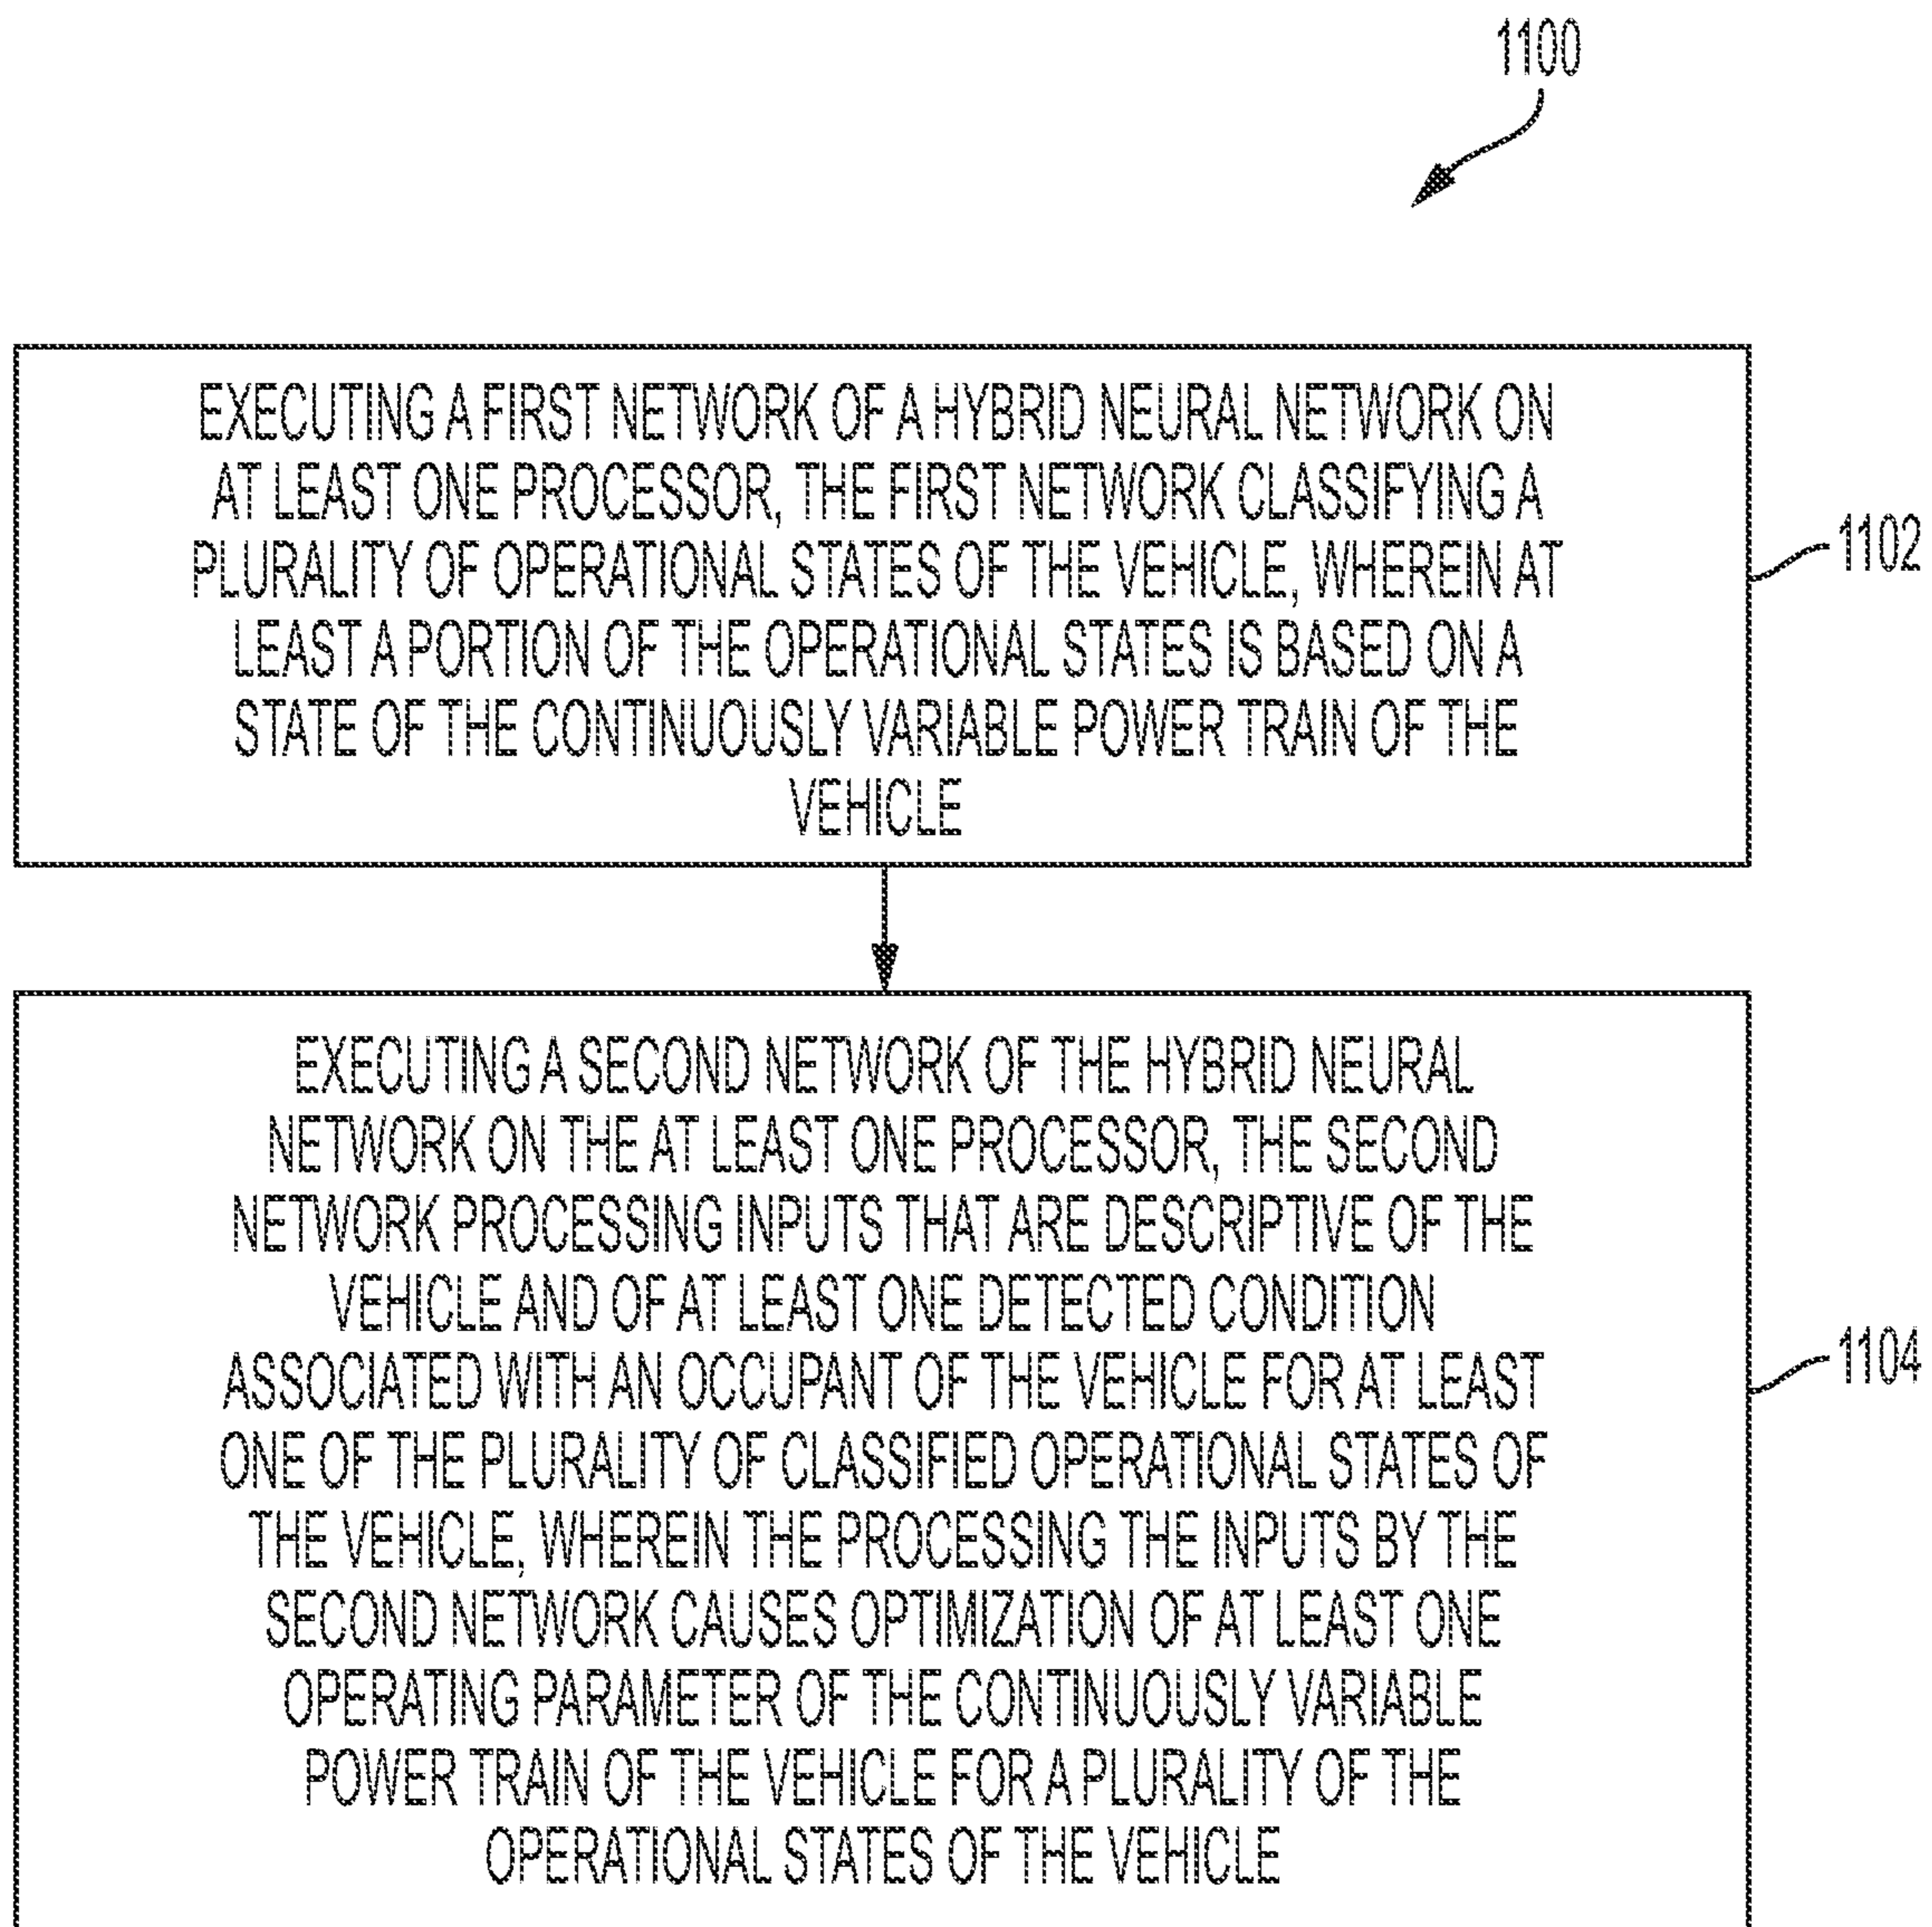 1100
EXECUTING A FIRST NETWORK OF A HYBRID NEURAL NETWORK ON
AT LEAST ONE PROCESSOR, THE FIRST NETWORK CLASSIFYING A
PLURALITY OF OPERATIONAL STATES OF THE VEHICLE, WHEREIN AT
LEAST A PORTION OF THE OPERATIONAL STATES IS BASED ON A
STATE OF THE CONTINUOUSLY VARIABLE POWER TRAIN OF THE
VEHICLE
1102
EXECUTING A SECOND NETWORK OF THE HYBRID NEURAL
NETWORK ON THE AT LEAST ONE PROCESSOR, THE SECOND
NETWORK PROCESSING INPUTS THAT ARE DESCRIPTIVE OF THE
VEHICLE AND OF AT LEAST ONE DETECTED CONDITION
ASSOCIATED WITH AN OCCUPANT OF THE VEHICLE FOR AT LEAST
ONE OF THE PLURALITY OF CLASSIFIED OPERATIONAL STATES OF
THE VEHICLE, WHEREIN THE PROCESSING THE INPUTS BY THE
SECOND NETWORK CAUSES OPTIMIZATION OF AT LEAST ONE
OPERATING PARAMETER OF THE CONTINUOUSLY VARIABLE
POWER TRAIN OF THE VEHICLE FOR A PLURALITY OF THE
OPERATIONAL STATES OF THE VEHICLE
1104